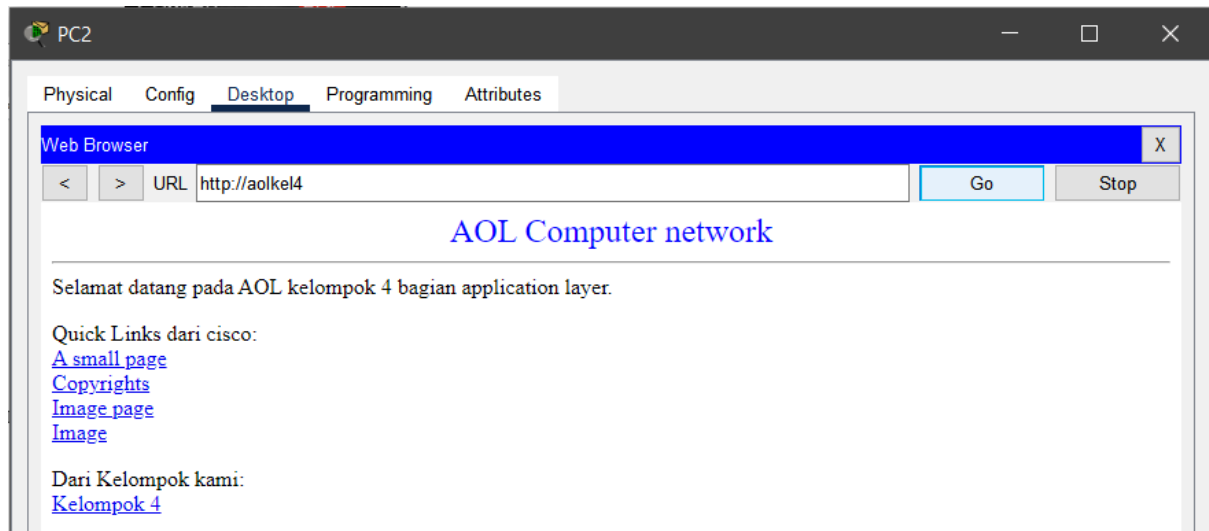 PC2
Physical Config Desktop Programming Attributes
Web Browser X
< > URL http://aolkel4 Go Stop
AOL Computer network
Selamat datang pada AOL kelompok 4 bagian application layer.
Quick Links dari cisco:
A small page
Copyrights
Image page
Image
Dari Kelompok kami:
Kelompok 4